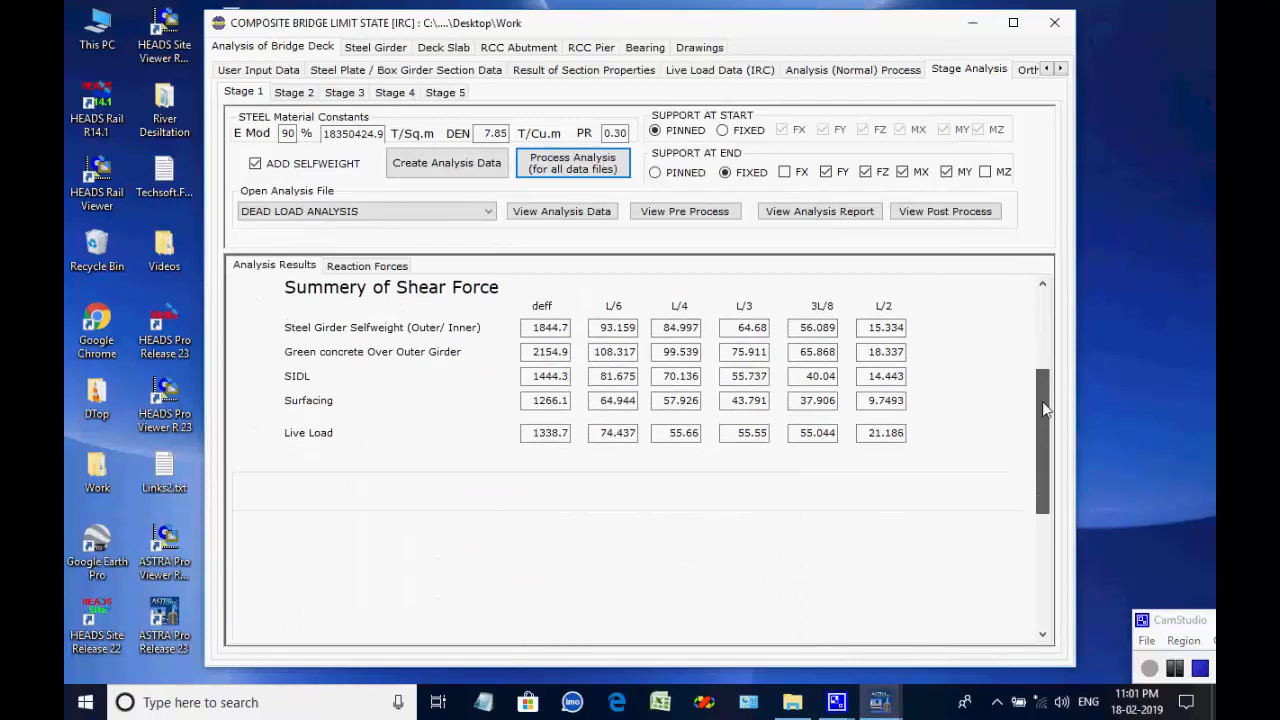 This PC
HEADS Site
Viewer R...
HEADS Rail
R14.1
River
Desiltation
HEADS Rail
Viewer
Techsoft.F...
Recycle Bin
Videos
Google
Chrome
HEADS Pro
Release 23
DTop
HEADS Pro
Viewer R 23
Work
Links2.txt
Google Earth
Pro
ASTRA Pro
Viewer R...
HEADS Site
Release 22
ASTRA Pro
Release 23
COMPOSITE BRIDGE LIMIT STATE [IRC] : C:\....\Desktop\Work
Analysis of Bridge Deck Steel Girder Deck Slab RCC Abutment RCC Pier Bearing Drawings
User Input Data Steel Plate / Box Girder Section Data Result of Section Properties Live Load Data (IRC) Analysis (Normal) Process Stage Analysis Ort
Stage 1 Stage 2 Stage 3 Stage 4 Stage 5
STEEL Material Constants
E Mod 90 % 18350424.9 T/Sq.m DEN 7.85 T/Cu.m PR 0.30
ADD SELFWEIGHT Create Analysis Data Process Analysis
(for all data files)
SUPPORT AT START
PINNED FIXED FX FY FZ MX MY MZ
SUPPORT AT END
PINNED FIXED FX FY FZ MX MY MZ
Open Analysis File
DEAD LOAD ANALYSIS View Analysis Data View Pre Process View Analysis Report View Post Process
Analysis Results Reaction Forces
Summery of Shear Force
deff L/6 L/4 L/3 3L/8 L/2
Steel Girder Selfweight (Outer/ Inner) 1844.7 93.159 84.997 64.68 56.089 15.334
Green concrete Over Outer Girder 2154.9 108.317 99.539 75.911 65.868 18.337
SIDL 1444.3 81.675 70.136 55.737 40.04 14.443
Surfacing 1266.1 64.944 57.926 43.791 37.906 9.7493
Live Load 1338.7 74.437 55.66 55.55 55.044 21.186
CamStudio
File Region
Type here to search
ENG
11:01 PM
18-02-2019